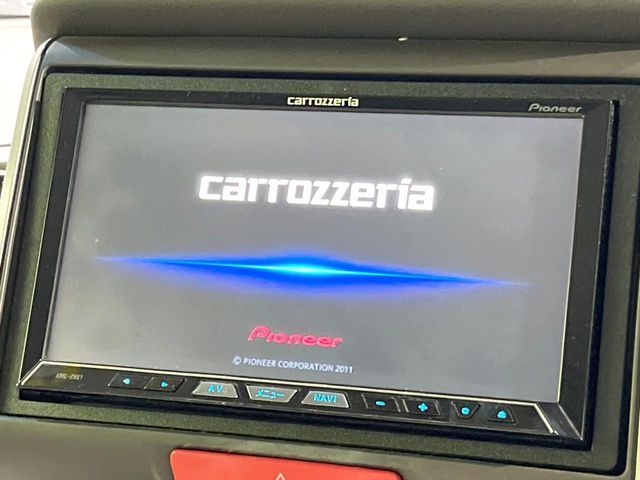 carrozzeria
Pioneer
carrozzeria
Pioneer
© PIONEER CORPORATION 2011
AV
メニュー
NAVI